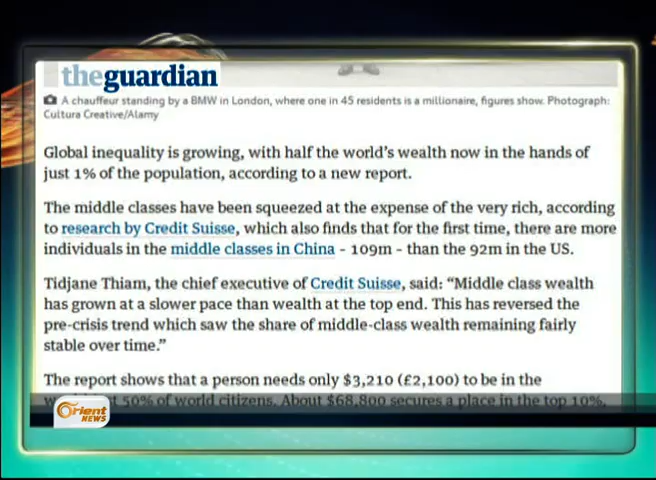 theguardian
A chauffeur standing by a BMW in London, where one in 45 residents is a millionaire, figures show. Photograph:
Cultura Creative/Alamy
Global inequality is growing, with half the world's wealth now in the hands of
just 1% of the population, according to a new report.
The middle classes have been squeezed at the expense of the very rich, according
to research by Credit Suisse, which also finds that for the first time, there are more
individuals in the middle classes in China - 109m - than the 92m in the US.
Tidjane Thiam, the chief executive of Credit Suisse, said: “Middle class wealth
has grown at a slower pace than wealth at the top end. This has reversed the
pre-crisis trend which saw the share of middle-class wealth remaining fairly
stable over time.”
The report shows that a person needs only $3,210 (£2,100) to be in the
50% of world citizens. About $68,800 secures a place in the top 10%,
Orient
NEWS